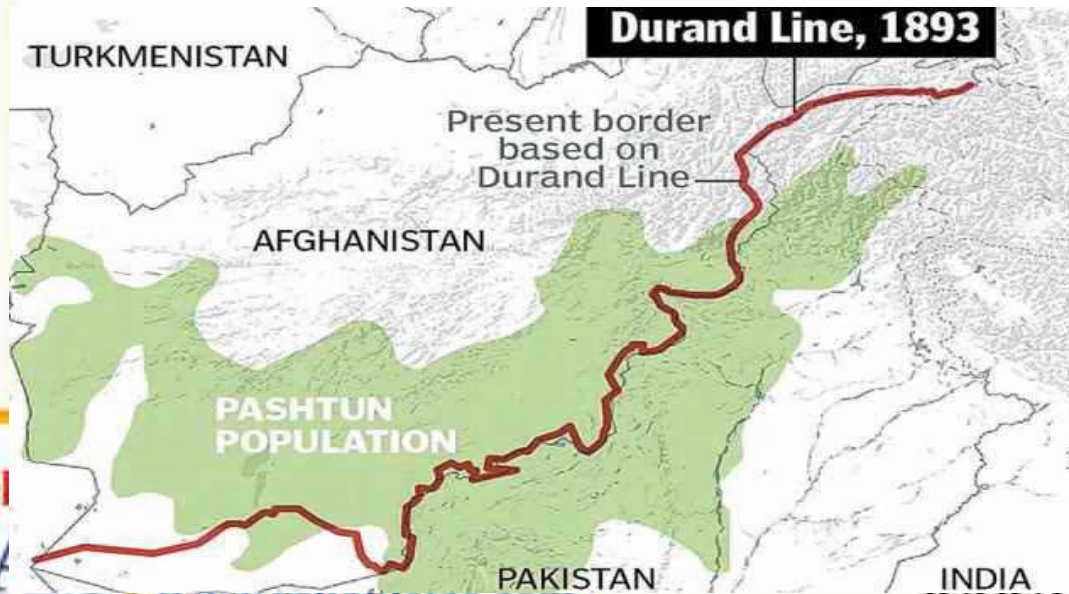 Durand Line, 1893
TURKMENISTAN
Present border
based on
Durand Line
AFGHANISTAN
PASHTUN
POPULATION
PAKISTAN
INDIA